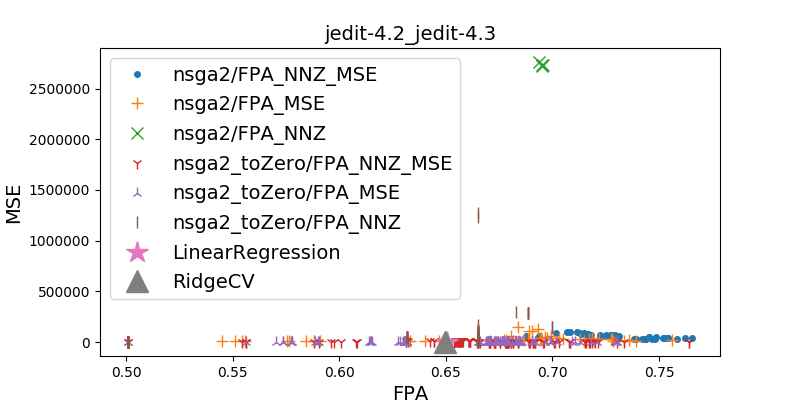 jedit-4.2_jedit-4.3
MSE
2500000
2000000
1500000
1000000
500000
0
nsga2/FPA_NNZ_MSE
nsga2/FPA_MSE
nsga2/FPA_NNZ
nsga2_toZero/FPA_NNZ_MSE
nsga2_toZero/FPA_MSE
nsga2_toZero/FPA_NNZ
LinearRegression
RidgeCV
0.50 0.55 0.60 0.65 0.70 0.75
FPA